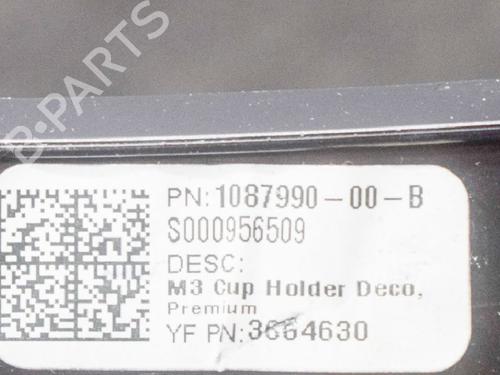 B-PARTS
PN:1087990-00-B
S000956509
DESC:
M3 Cup Holder Deco,
Premium
YF PN:3664630